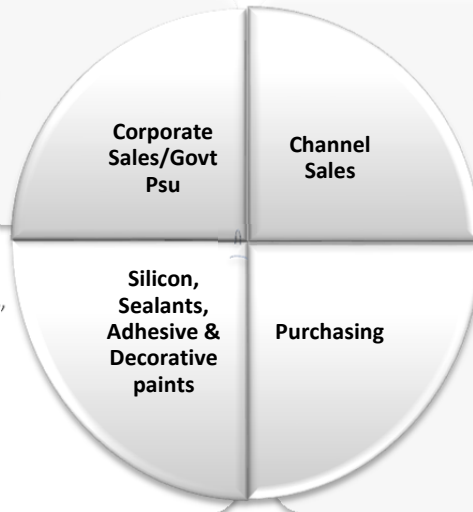 Corporate
Sales/Govt
Psu
Channel
Sales
Silicon,
Sealants,
Adhesive &
Decorative
paints
Purchasing